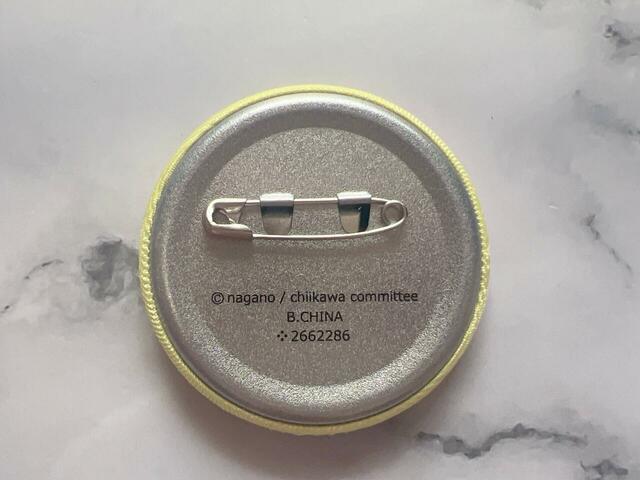 ©nagano / chiikawa committee
B.CHINA
⁘2662286